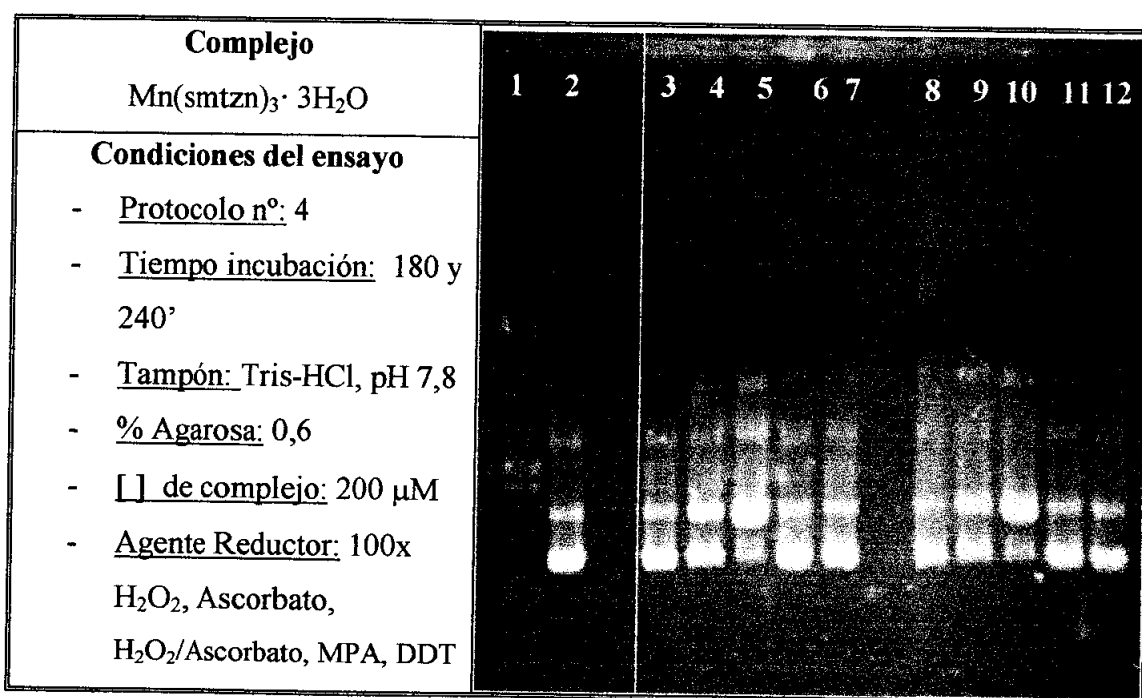 Complejo
Mn(smtzn)₃· 3H₂O
Condiciones del ensayo
- Protocolo nº: 4
- Tiempo incubación: 180 y
240’
- Tampón: Tris-HCl, pH 7,8
- % Agarosa: 0,6
- [ ] de complejo: 200 µM
- Agente Reductor: 100x
H₂O₂, Ascorbato,
H₂O₂/Ascorbato, MPA, DDT
1 2 3 4 5 6 7 8 9 10 11 12